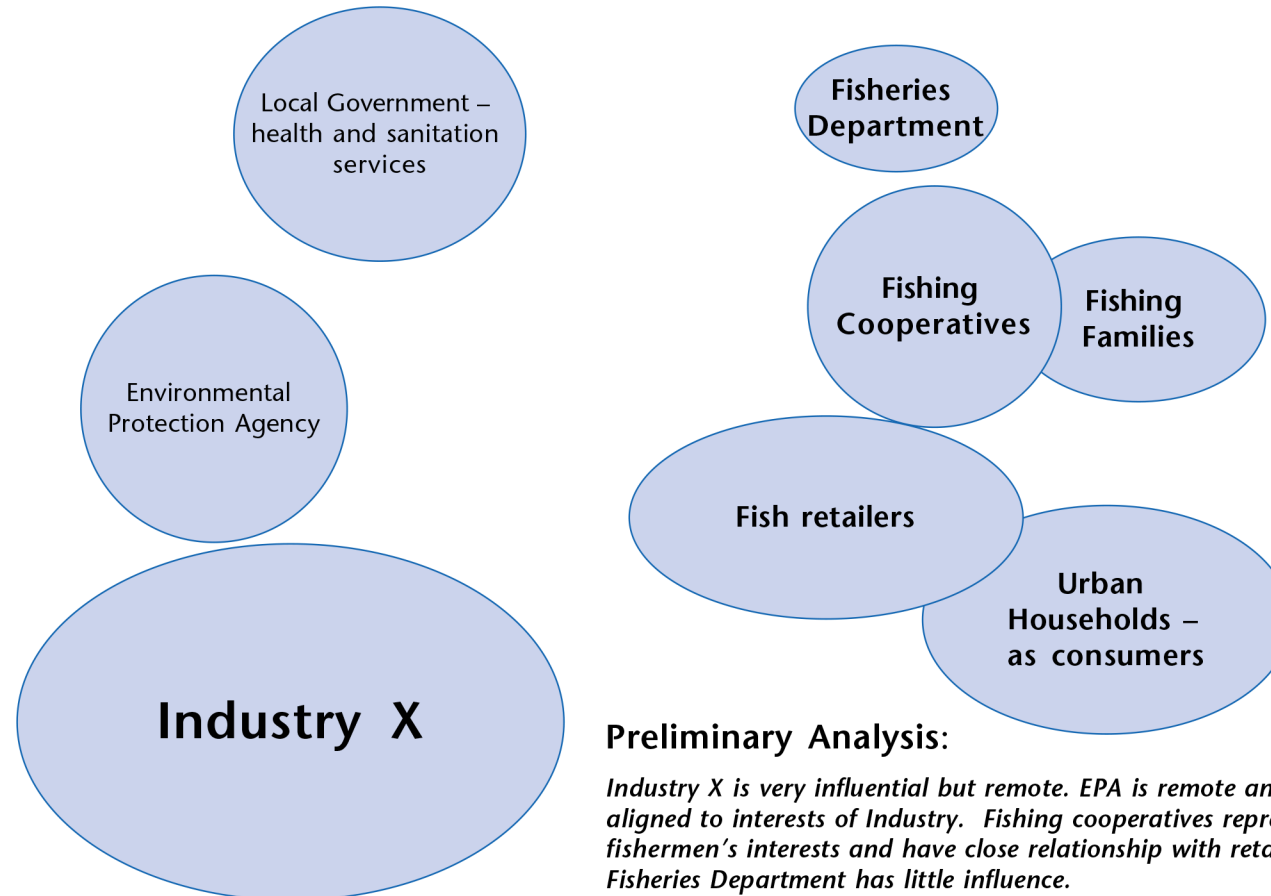 Local Government –
health and sanitation
services
Fisheries
Department
Fishing
Cooperatives
Fishing
Families
Environmental
Protection Agency
Fish retailers
Urban
Households –
as consumers
Industry X
Preliminary Analysis:
Industry X is very influential but remote. EPA is remote
aligned to interests of Industry. Fishing cooperatives
fishermen's interests and have close relationship with
Fisheries Department has little influence.